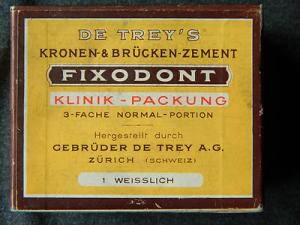 DE TREY'S
KRONEN-& BRÜCKEN-ZEMENT
FIXODONT
KLINIK-PACKUNG
3-FACHE NORMAL-PORTION
Hergestellt durch
GEBRÜDER DE TREY A.G.
ZÜRICH (SCHWEIZ)
1 WEISSLICH